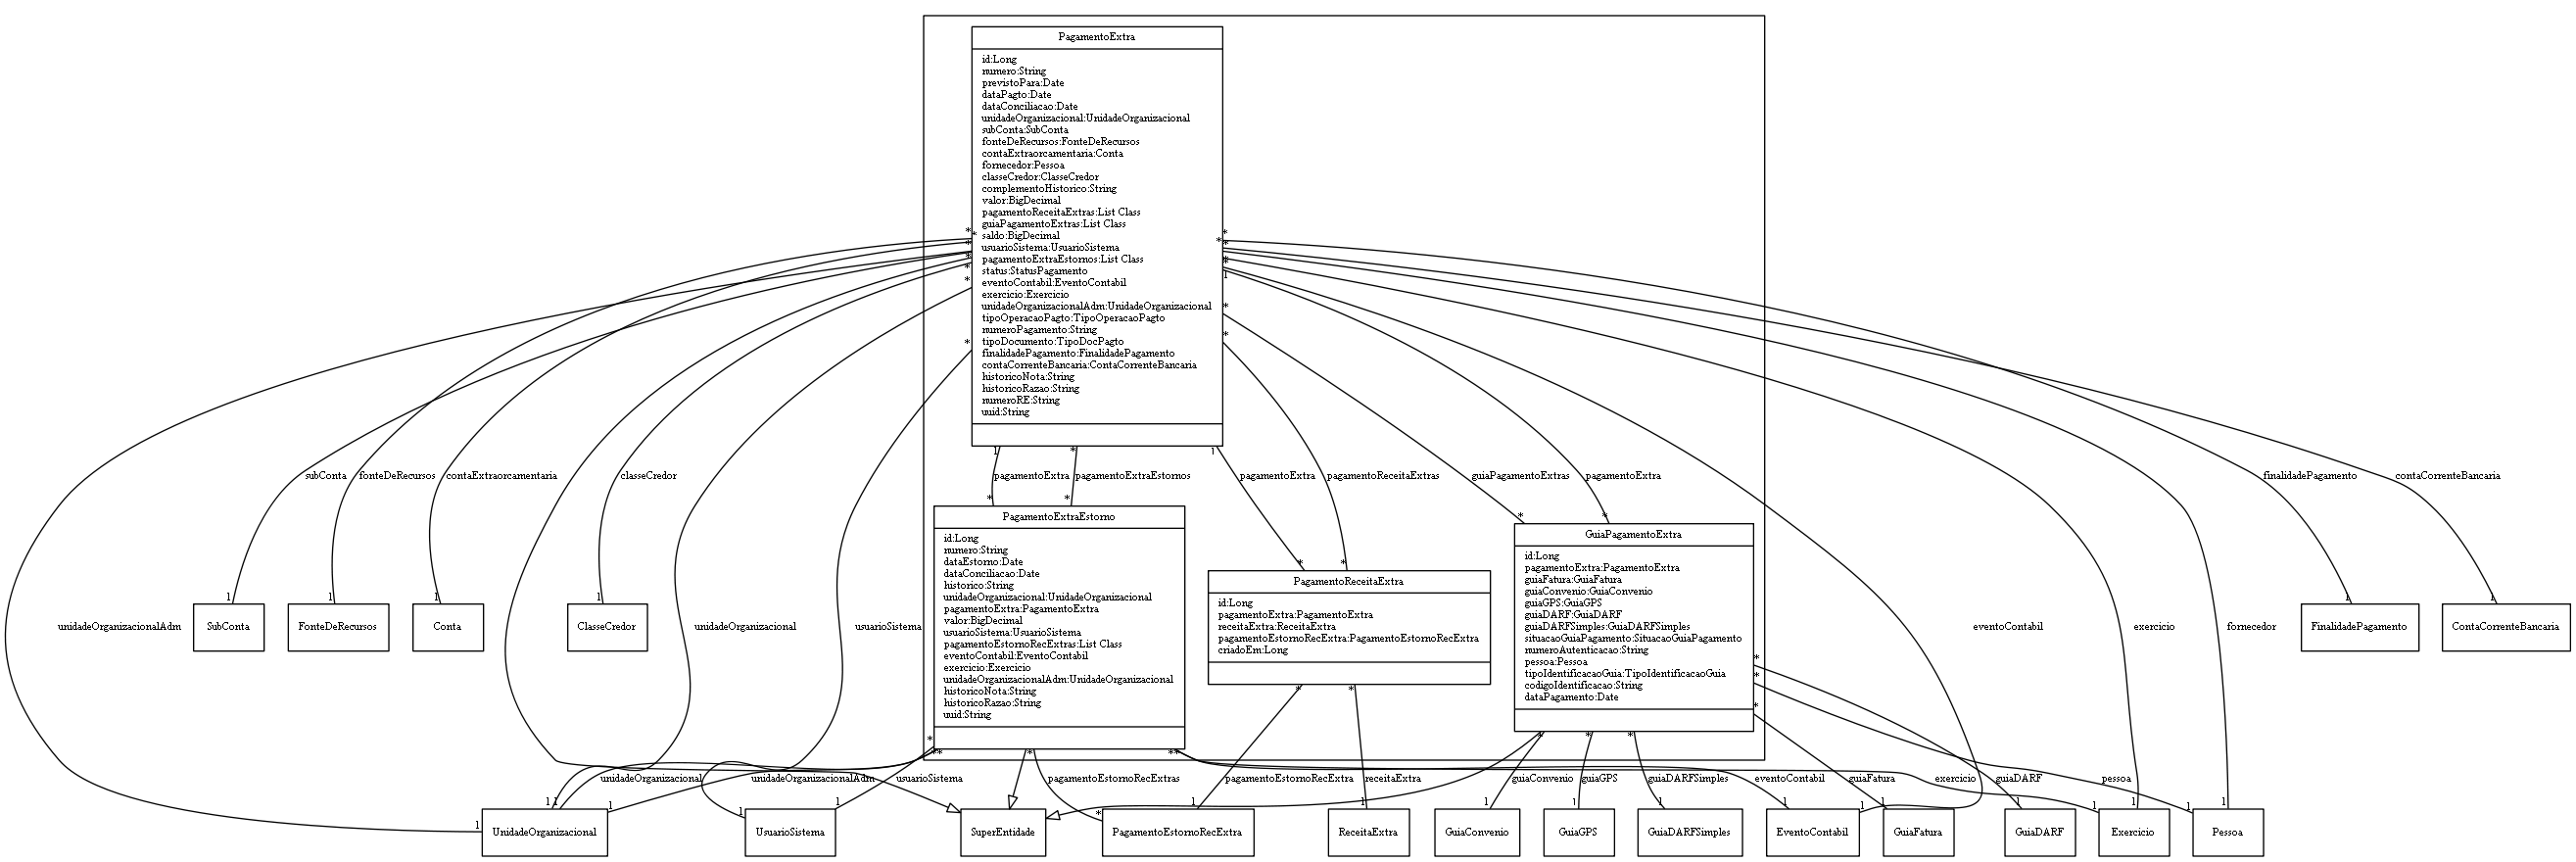 PagamentoExtra
id:Long
numero:String
previstoPara:Date
dataPagto:Date
dataConciliacao:Date
unidadeOrganizacional:UnidadeOrganizacional
subConta:SubConta
fonteDeRecursos:FonteDeRecursos
contaExtraorcamentaria:Conta
fornecedor:Pessoa
classeCredor:ClasseCredor
complementoHistorico:String
valor:BigDecimal
pagamentoReceitaExtras:List Class
guiaPagamentoExtras:List Class
saldo:BigDecimal
usuarioSistema:UsuarioSistema
pagamentoExtraEstornos:List Class
status:StatusPagamento
eventoContabil:EventoContabil
exercicio:Exercicio
unidadeOrganizacionalAdm:UnidadeOrganizacional
tipoOperacaoPagto:TipoOperacaoPagto
numeroPagamento:String
tipoDocumento:TipoDocPagto
finalidadePagamento:FinalidadePagamento
contaCorrenteBancaria:ContaCorrenteBancaria
historicoNota:String
historicoRazao:String
numeroRE:String
uuid:String
subConta
fonteDeRecursos
contaExtraorcamentaria
classeCredor
pagamentoExtra
pagamentoExtraEstornos
pagamentoExtra
pagamentoReceitaExtras
guiaPagamentoExtras
pagamentoExtra
finalidadePagamento
contaCorrenteBancaria
unidadeOrganizacionalAdm
unidadeOrganizacional
usuarioSistema
eventoContabil
exercicio
fornecedor
SubConta
FonteDeRecursos
Conta
ClasseCredor
PagamentoExtraEstorno
id:Long
numero:String
dataEstorno:Date
dataConciliacao:Date
historico:String
unidadeOrganizacional:UnidadeOrganizacional
pagamentoExtra:PagamentoExtra
valor:BigDecimal
usuarioSistema:UsuarioSistema
pagamentoEstornoRecExtras:List Class
eventoContabil:EventoContabil
exercicio:Exercicio
unidadeOrganizacionalAdm:UnidadeOrganizacional
historicoNota:String
historicoRazao:String
uuid:String
PagamentoReceitaExtra
id:Long
pagamentoExtra:PagamentoExtra
receitaExtra:ReceitaExtra
pagamentoEstornoRecExtra:PagamentoEstornoRecExtra
criadoEm:Long
GuiaPagamentoExtra
id:Long
pagamentoExtra:PagamentoExtra
guiaFatura:GuiaFatura
guiaConvenio:GuiaConvenio
guiaGPS:GuiaGPS
guiaDARF:GuiaDARF
guiaDARFSimples:GuiaDARFSimples
situacaoGuiaPagamento:SituacaoGuiaPagamento
numeroAutenticacao:String
pessoa:Pessoa
tipoIdentificacaoGuia:TipoIdentificacaoGuia
codigoIdentificacao:String
dataPagamento:Date
FinalidadePagamento
ContaCorrenteBancaria
unidadeOrganizacional
unidadeOrganizacionalAdm
usuarioSistema
pagamentoEstornoRecExtras
pagamentoEstornoRecExtra
receitaExtra
guiaConvenio
guiaGPS
guiaDARFSimples
eventoContabil
guiaFatura
exercicio
guiaDARF
pessoa
UnidadeOrganizacional
UsuarioSistema
SuperEntidade
PagamentoEstornoRecExtra
ReceitaExtra
GuiaConvenio
GuiaGPS
GuiaDARFSimples
EventoContabil
GuiaFatura
GuiaDARF
Exercicio
Pessoa